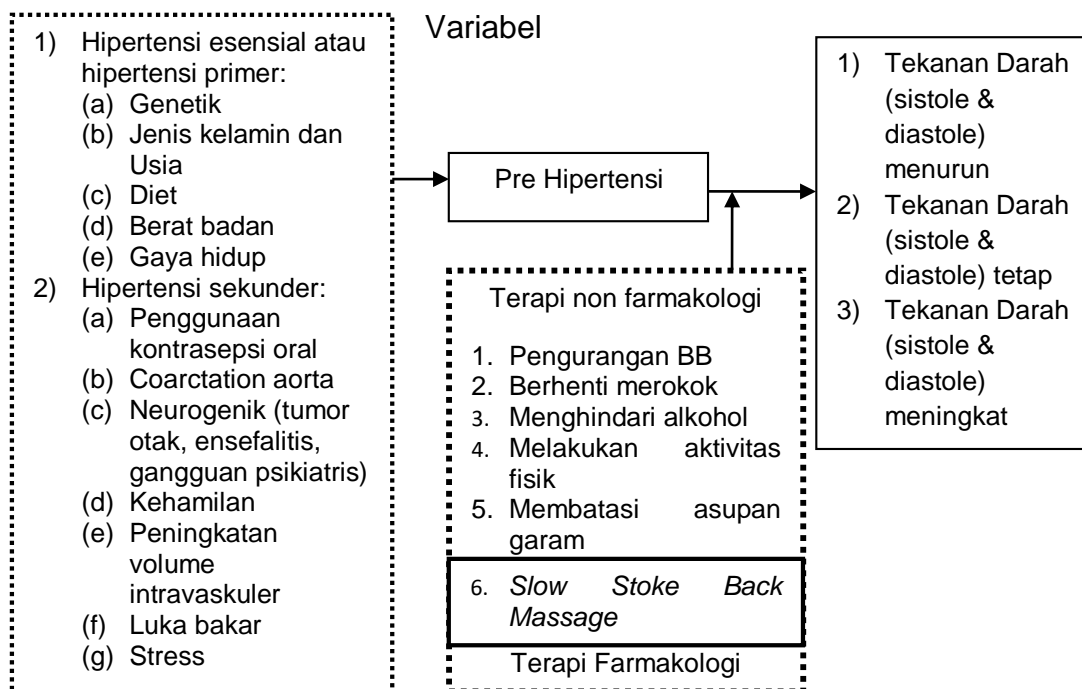 Variabel
1) Hipertensi esensial atau
hipertensi primer:
(a) Genetik
(b) Jenis kelamin dan
Usia
(c) Diet
(d) Berat badan
(e) Gaya hidup
2) Hipertensi sekunder:
(a) Penggunaan
kontrasepsi oral
(b) Coarctation aorta
(c) Neurogenik (tumor
otak, ensefalitis,
gangguan psikiatris)
(d) Kehamilan
(e) Peningkatan
volume
intravaskuler
(f) Luka bakar
(g) Stress
Pre Hipertensi
Terapi non farmakologi
1. Pengurangan BB
2. Berhenti merokok
3. Menghindari alkohol
4. Melakukan aktivitas
fisik
5. Membatasi asupan
garam
6. Slow Stoke Back
Massage
Terapi Farmakologi
1) Tekanan Darah
(sistole &
diastole)
menurun
2) Tekanan Darah
(sistole &
diastole) tetap
3) Tekanan Darah
(sistole &
diastole)
meningkat